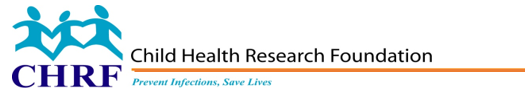 Child Health Research Foundation
CHRF
Prevent Infections, Save Lives